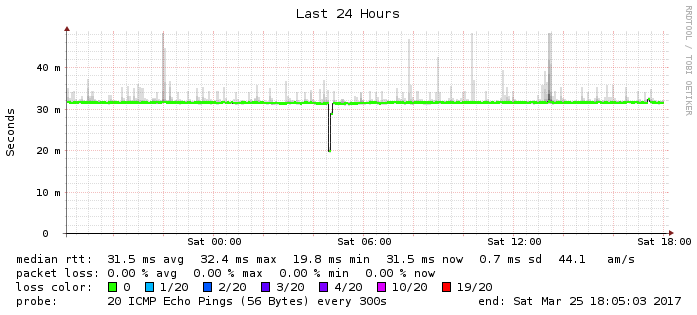 Last 24 Hours
RRDTOOL / TOBI OETIKER
Seconds
40 m
30 m
20 m
10 m
0
Sat 00:00 Sat 06:00 Sat 12:00 Sat 18:00
median rtt: 31.5 ms avg 32.4 ms max 19.8 ms min 31.5 ms now 0.7 ms sd 44.1 am/s
packet loss: 0.00 % avg 0.00 % max 0.00 % min 0.00 % now
loss color: 0 1/20 2/20 3/20 4/20 10/20 19/20
probe: 20 ICMP Echo Pings (56 Bytes) every 300s end: Sat Mar 25 18:05:03 2017